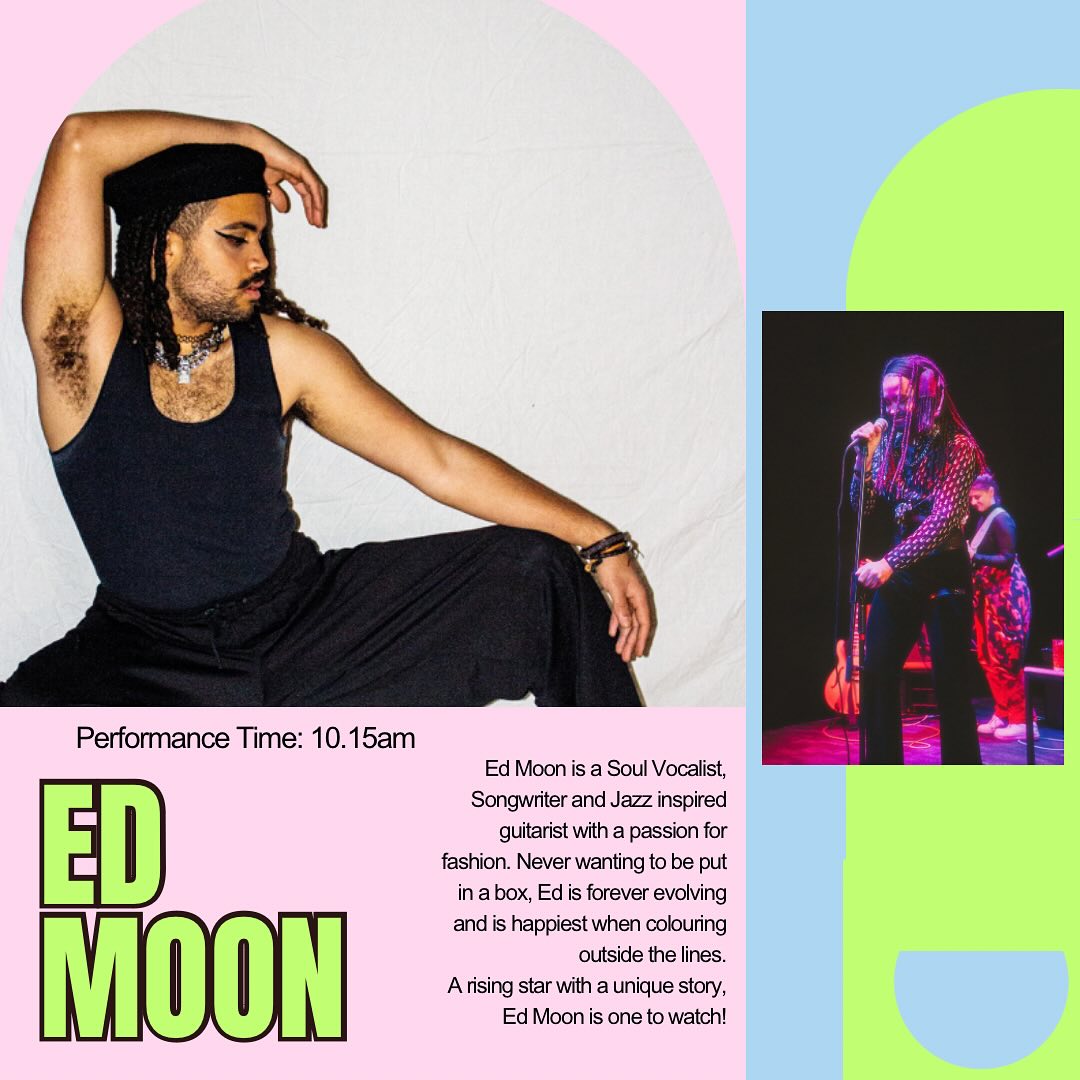 Performance Time: 10.15am
ED
MOON
Ed Moon is a Soul Vocalist,
Songwriter and Jazz inspired
guitarist with a passion for
fashion. Never wanting to be put
in a box, Ed is forever evolving
and is happiest when colouring
outside the lines.
A rising star with a unique story,
Ed Moon is one to watch!